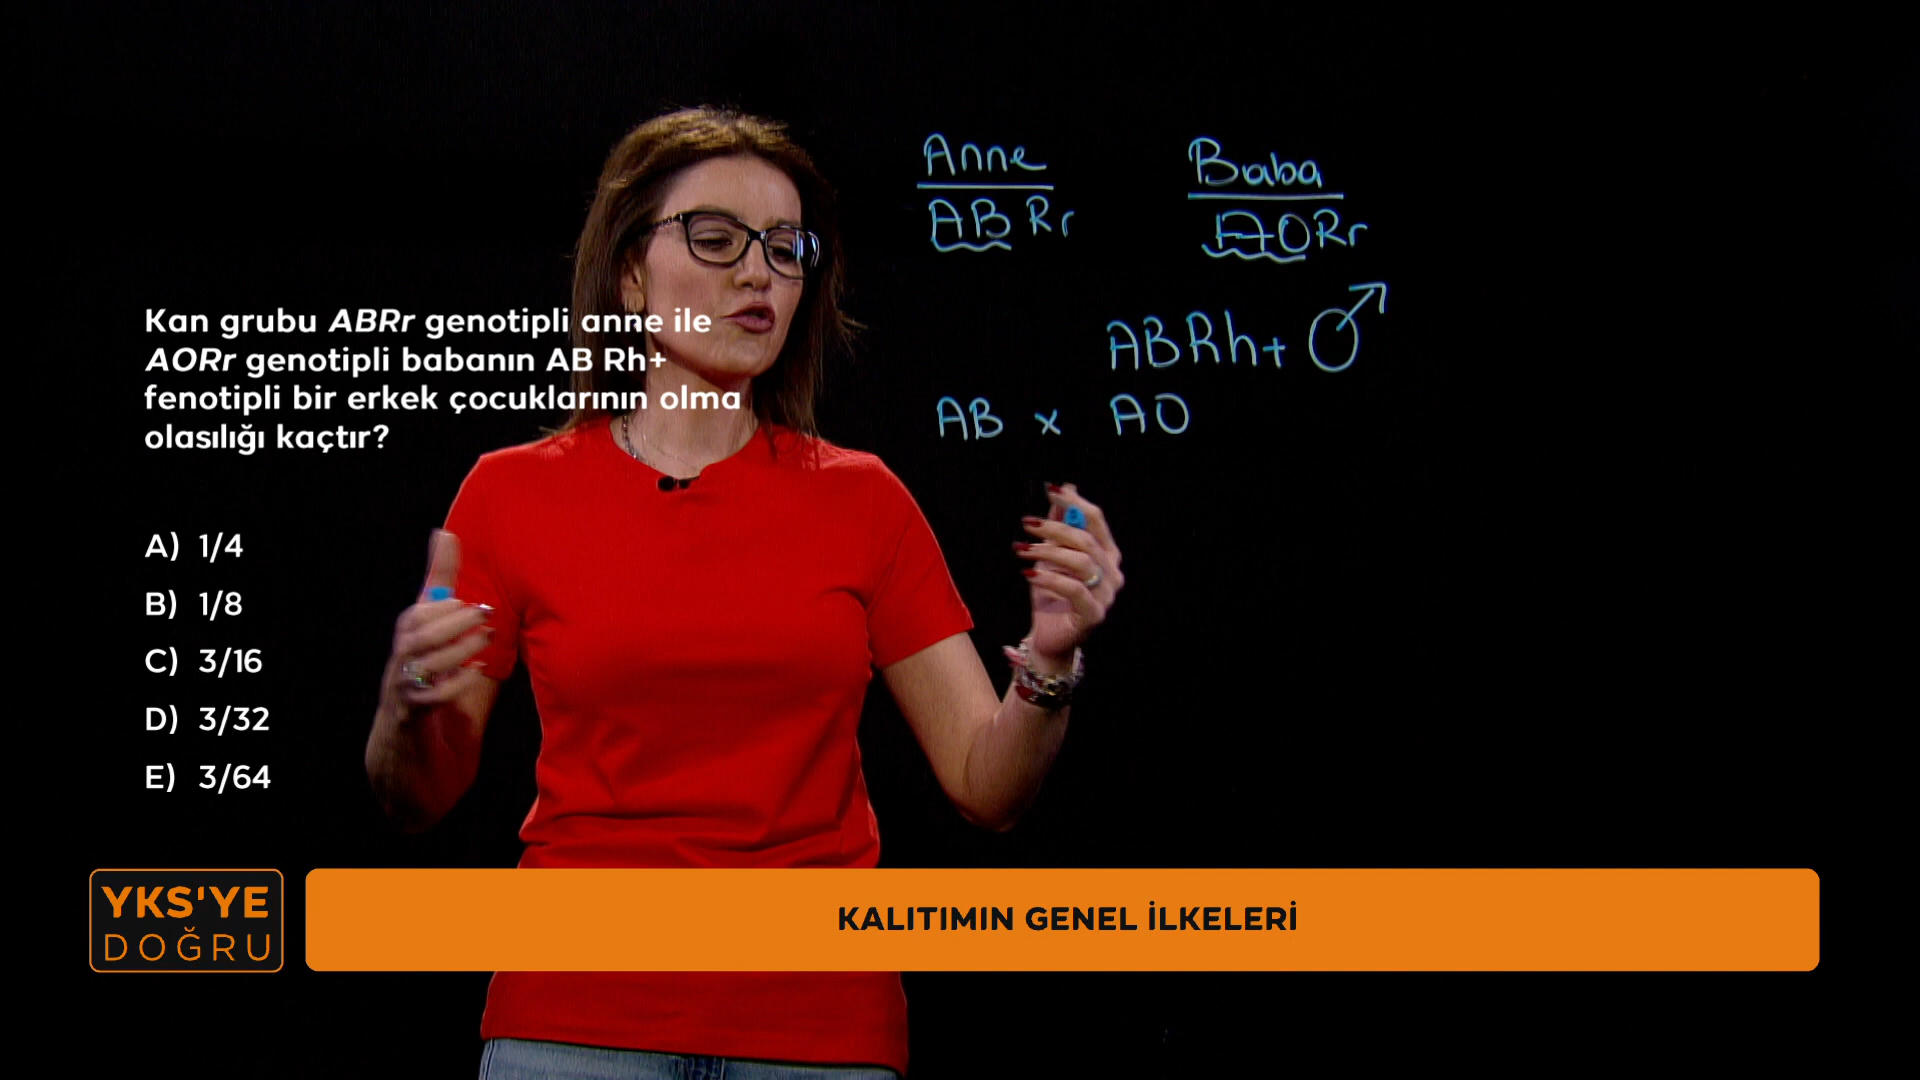 Anne
Baba
AB Rr
AORr
ABRh+ ♂
AB x AO
Kan grubu ABRr genotipli anne ile
AORr genotipli babanın AB Rh+
fenotipli bir erkek çocuklarının olma
olasılığı kaçtır?
A) 1/4
B) 1/8
C) 3/16
D) 3/32
E) 3/64
YKS'YE
DOĞRU
KALITIMIN GENEL İLKELERİ